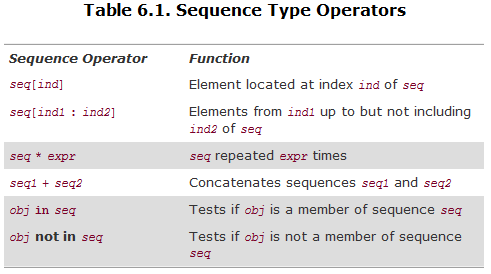 Table 6.1. Sequence Type Operators
Sequence Operator Function
seq[ind] Element located at index ind of seq
seq[ind1 : ind2] Elements from ind1 up to but not including
ind2 of seq
seq * expr seq repeated expr times
seq1 + seq2 Concatenates sequences seq1 and seq2
obj in seq Tests if obj is a member of sequence seq
obj not in seq Tests if obj is not a member of sequence
seq